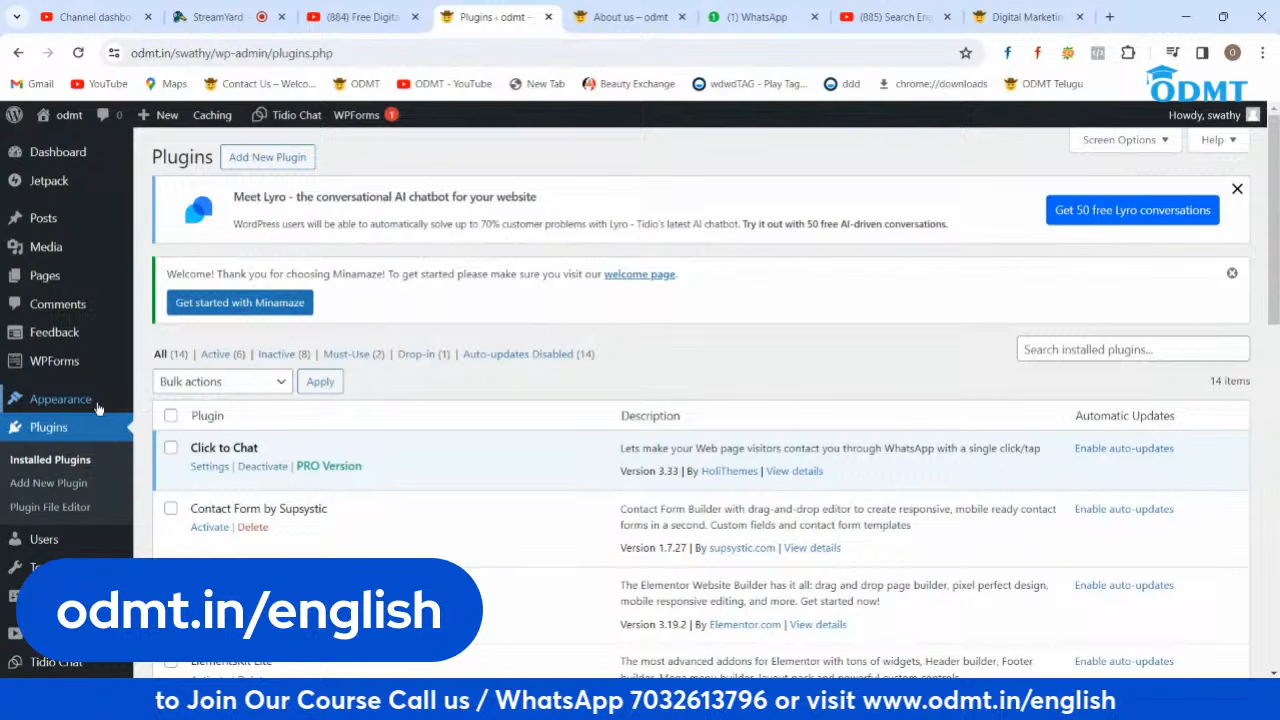 Channel dashbo
StreamYard
(884) Free Digita
Plugins ‹ odmt –
About us – odmt
(1) WhatsApp
(885) Search En
Digital Marketin
odmt.in/swathy/wp-admin/plugins.php
O
Gmail
YouTube
Maps
Contact Us – Welco...
ODMT
ODMT - YouTube
New Tab
Beauty Exchange
wdwdTAG - Play Tag...
ddd
chrome://downloads
ODMT Telugu
ODMT
odmt
0
New
Caching
Tidio Chat
WPForms 1
Howdy, swathy
Dashboard
Jetpack
Posts
Media
Pages
Comments
Feedback
WPForms
Appearance
Plugins
Installed Plugins
Add New Plugin
Plugin File Editor
Users
Tidio Chat
Screen Options
Help
Plugins
Add New Plugin
Meet Lyro - the conversational AI chatbot for your website
WordPress users will be able to automatically solve up to 70% customer problems with Lyro - Tidio's latest AI chatbot. Try it out with 50 free AI-driven conversations.
Get 50 free Lyro conversations
Welcome! Thank you for choosing Minamaze! To get started please make sure you visit our welcome page.
Get started with Minamaze
All (14) | Active (6) | Inactive (8) | Must-Use (2) | Drop-in (1) | Auto-updates Disabled (14)
Search installed plugins...
Bulk actions
Apply
14 items
Plugin
Description
Automatic Updates
Click to Chat
Settings | Deactivate | PRO Version
Lets make your Web page visitors contact you through WhatsApp with a single click/tap
Version 3.33 | By HoliThemes | View details
Enable auto-updates
Contact Form by Supsystic
Activate | Delete
Contact Form Builder with drag-and-drop editor to create responsive, mobile ready contact
forms in a second. Custom fields and contact form templates
Version 1.7.27 | By supsystic.com | View details
Enable auto-updates
The Elementor Website Builder has it all: drag and drop page builder, pixel perfect design,
mobile responsive editing, and more. Get started now!
Version 3.19.2 | By Elementor.com | View details
Enable auto-updates
ElementsKit Lite
The most advanced addons for Elementor with tons of widgets, Header builder, Footer
Enable auto-updates
odmt.in/english
to Join Our Course Call us / WhatsApp 7032613796 or visit www.odmt.in/english